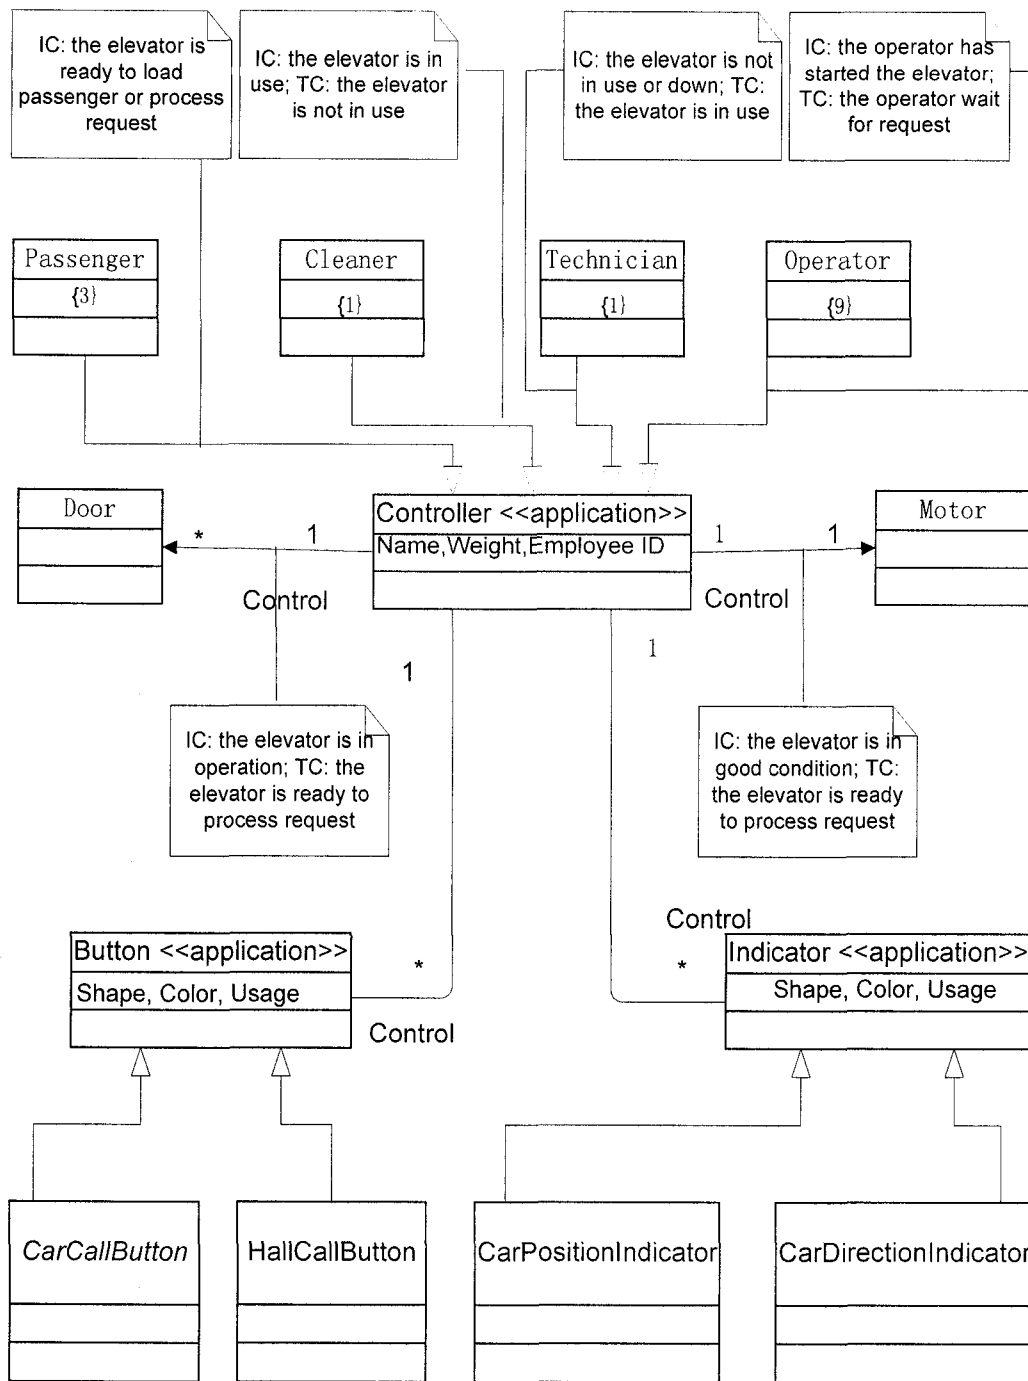 IC: the elevator is
ready to load
passenger or process
request
IC: the elevator is in
use; TC: the elevator
is not in use
IC: the elevator is not
in use or down; TC:
the elevator is in use
IC: the operator has
started the elevator;
TC: the operator wait
for request
Passenger
{3}
Cleaner
{1}
Technician
{1}
Operator
{9}
Door
Controller <<application>>
Name,Weight,Employee ID
Motor
*
1
1
1
Control
Control
1
1
IC: the elevator is in
operation; TC: the
elevator is ready to
process request
IC: the elevator is in
good condition; TC:
the elevator is ready
to process request
Control
Button <<application>>
Shape, Color, Usage
*
*
Indicator <<application>>
Shape, Color, Usage
Control
CarCallButton
HallCallButton
CarPositionIndicator
CarDirectionIndicator